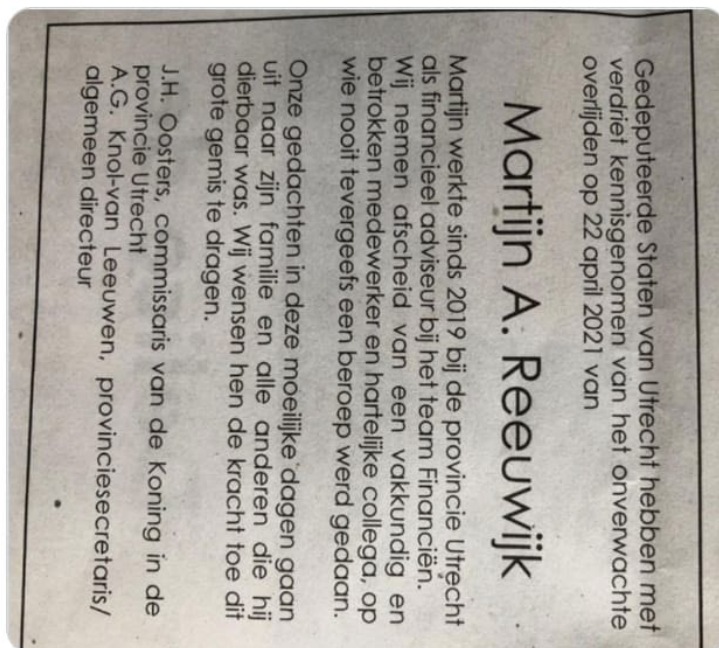 Gedeputeerde Staten van Utrecht hebben met
verdriet kennisgenomen van het onverwachte
overlijden op 22 april 2021 van
Martijn A. Reeuwijk
Martijn werkte sinds 2019 bij de provincie Utrecht
als financieel adviseur bij het team Financiën.
Wij nemen afscheid van een vakkundig en
betrokken medewerker en hartelijke collega, op
wie nooit tevergeefs een beroep werd gedaan.
Onze gedachten in deze moeilijke dagen gaan
uit naar zijn familie en alle anderen die hij
dierbaar was. Wij wensen hen de kracht toe dit
grote gemis te dragen.
J.H. Oosters, commissaris van de Koning in de
provincie Utrecht
A.G. Knol-van Leeuwen, provinciesecretaris/
algemeen directeur